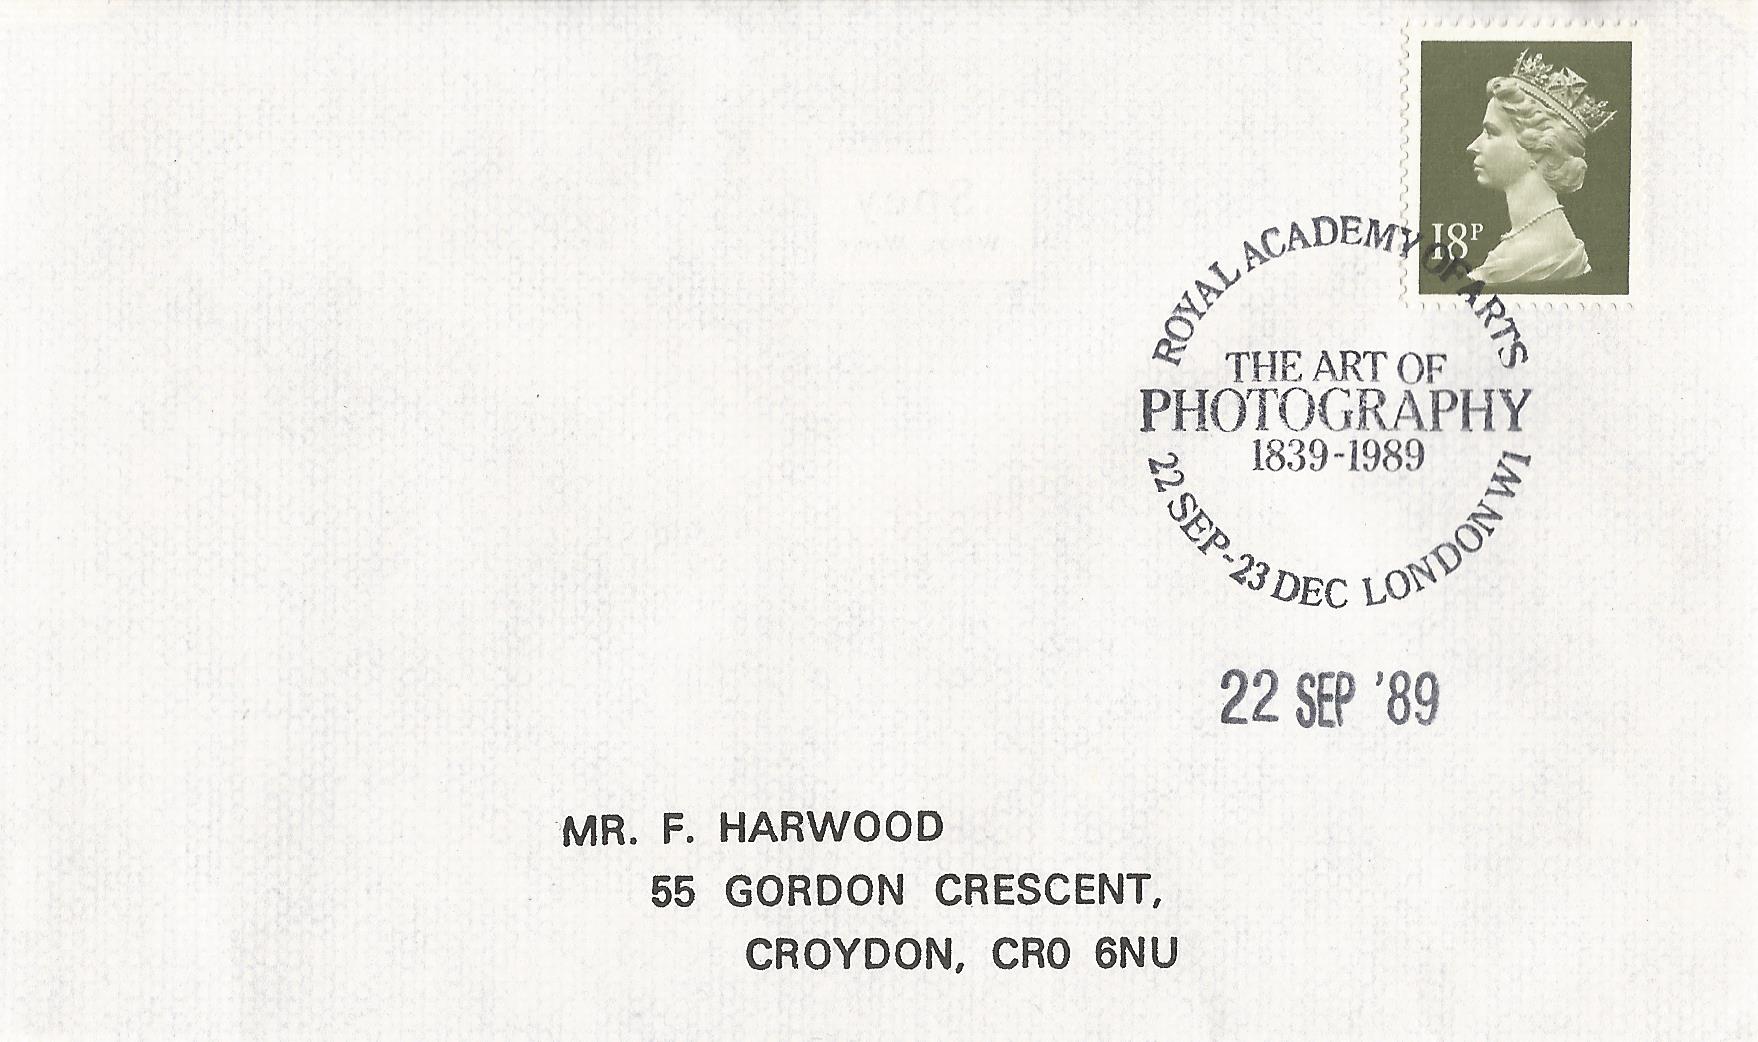 18P
ROYAL ACADEMY OF ARTS
THE ART OF
PHOTOGRAPHY
1839-1989
22 SEP-23 DEC LONDON W1
22 SEP '89
MR. F. HARWOOD
55 GORDON CRESCENT,
CROYDON, CR0 6NU